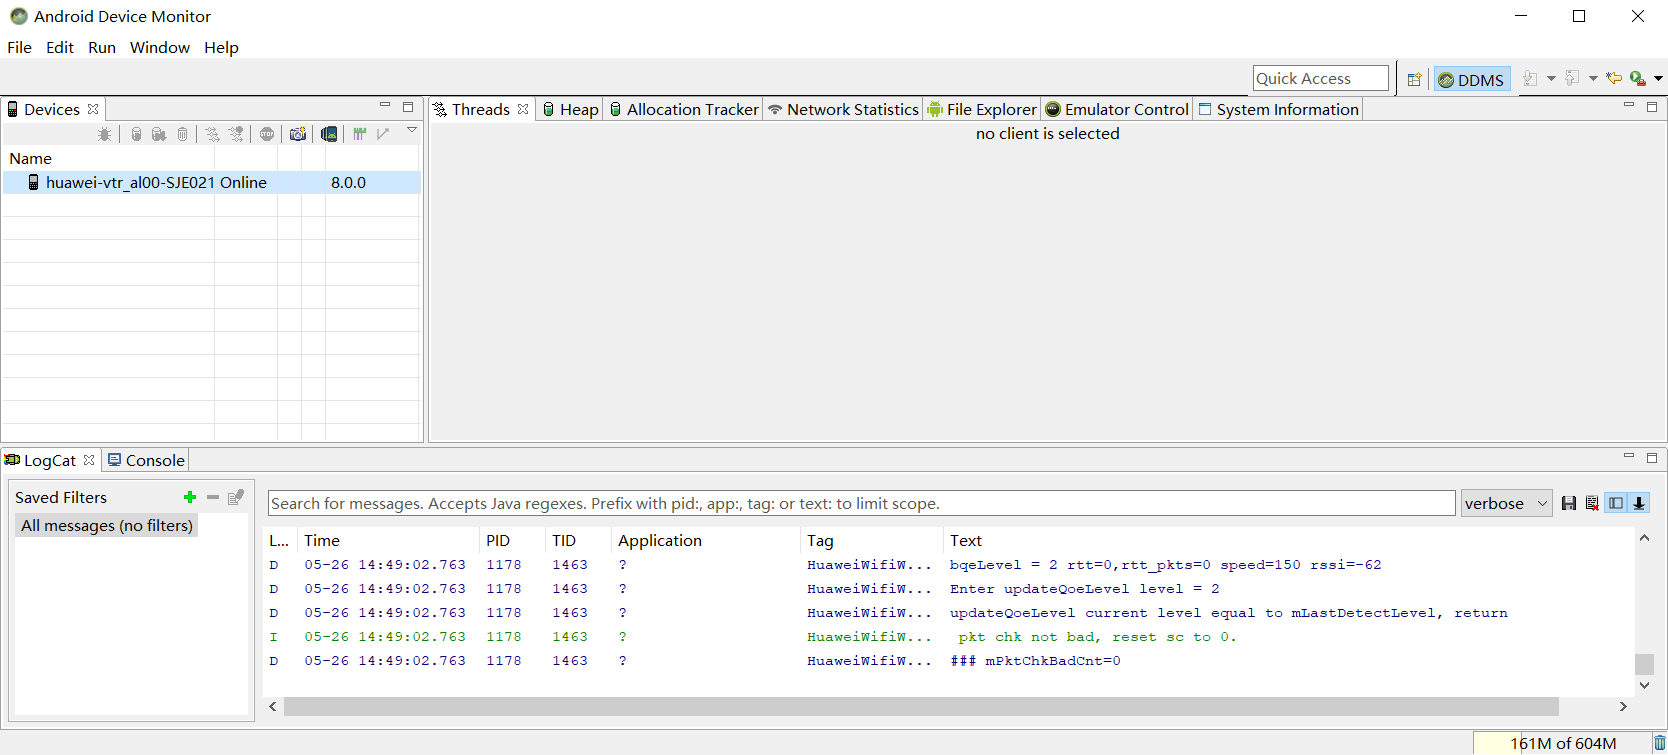 Android Device Monitor
File Edit Run Window Help
Quick Access DDMS
Devices
Threads Heap Allocation Tracker Network Statistics File Explorer Emulator Control System Information
no client is selected
Name
huawei-vtr_al00-SJE021 Online 8.0.0
LogCat Console
Saved Filters
All messages (no filters)
Search for messages. Accepts Java regexes. Prefix with pid:, app:, tag: or text: to limit scope. verbose
L... Time PID TID Application Tag Text
D 05-26 14:49:02.763 1178 1463 ? HuaweiWifiW... bqeLevel = 2 rtt=0,rtt_pkts=0 speed=150 rssi=-62
D 05-26 14:49:02.763 1178 1463 ? HuaweiWifiW... Enter updateQoeLevel level = 2
D 05-26 14:49:02.763 1178 1463 ? HuaweiWifiW... updateQoeLevel current level equal to mLastDetectLevel, return
I 05-26 14:49:02.763 1178 1463 ? HuaweiWifiW... pkt chk not bad, reset sc to 0.
D 05-26 14:49:02.763 1178 1463 ? HuaweiWifiW... ### mPktChkBadCnt=0
161M of 604M